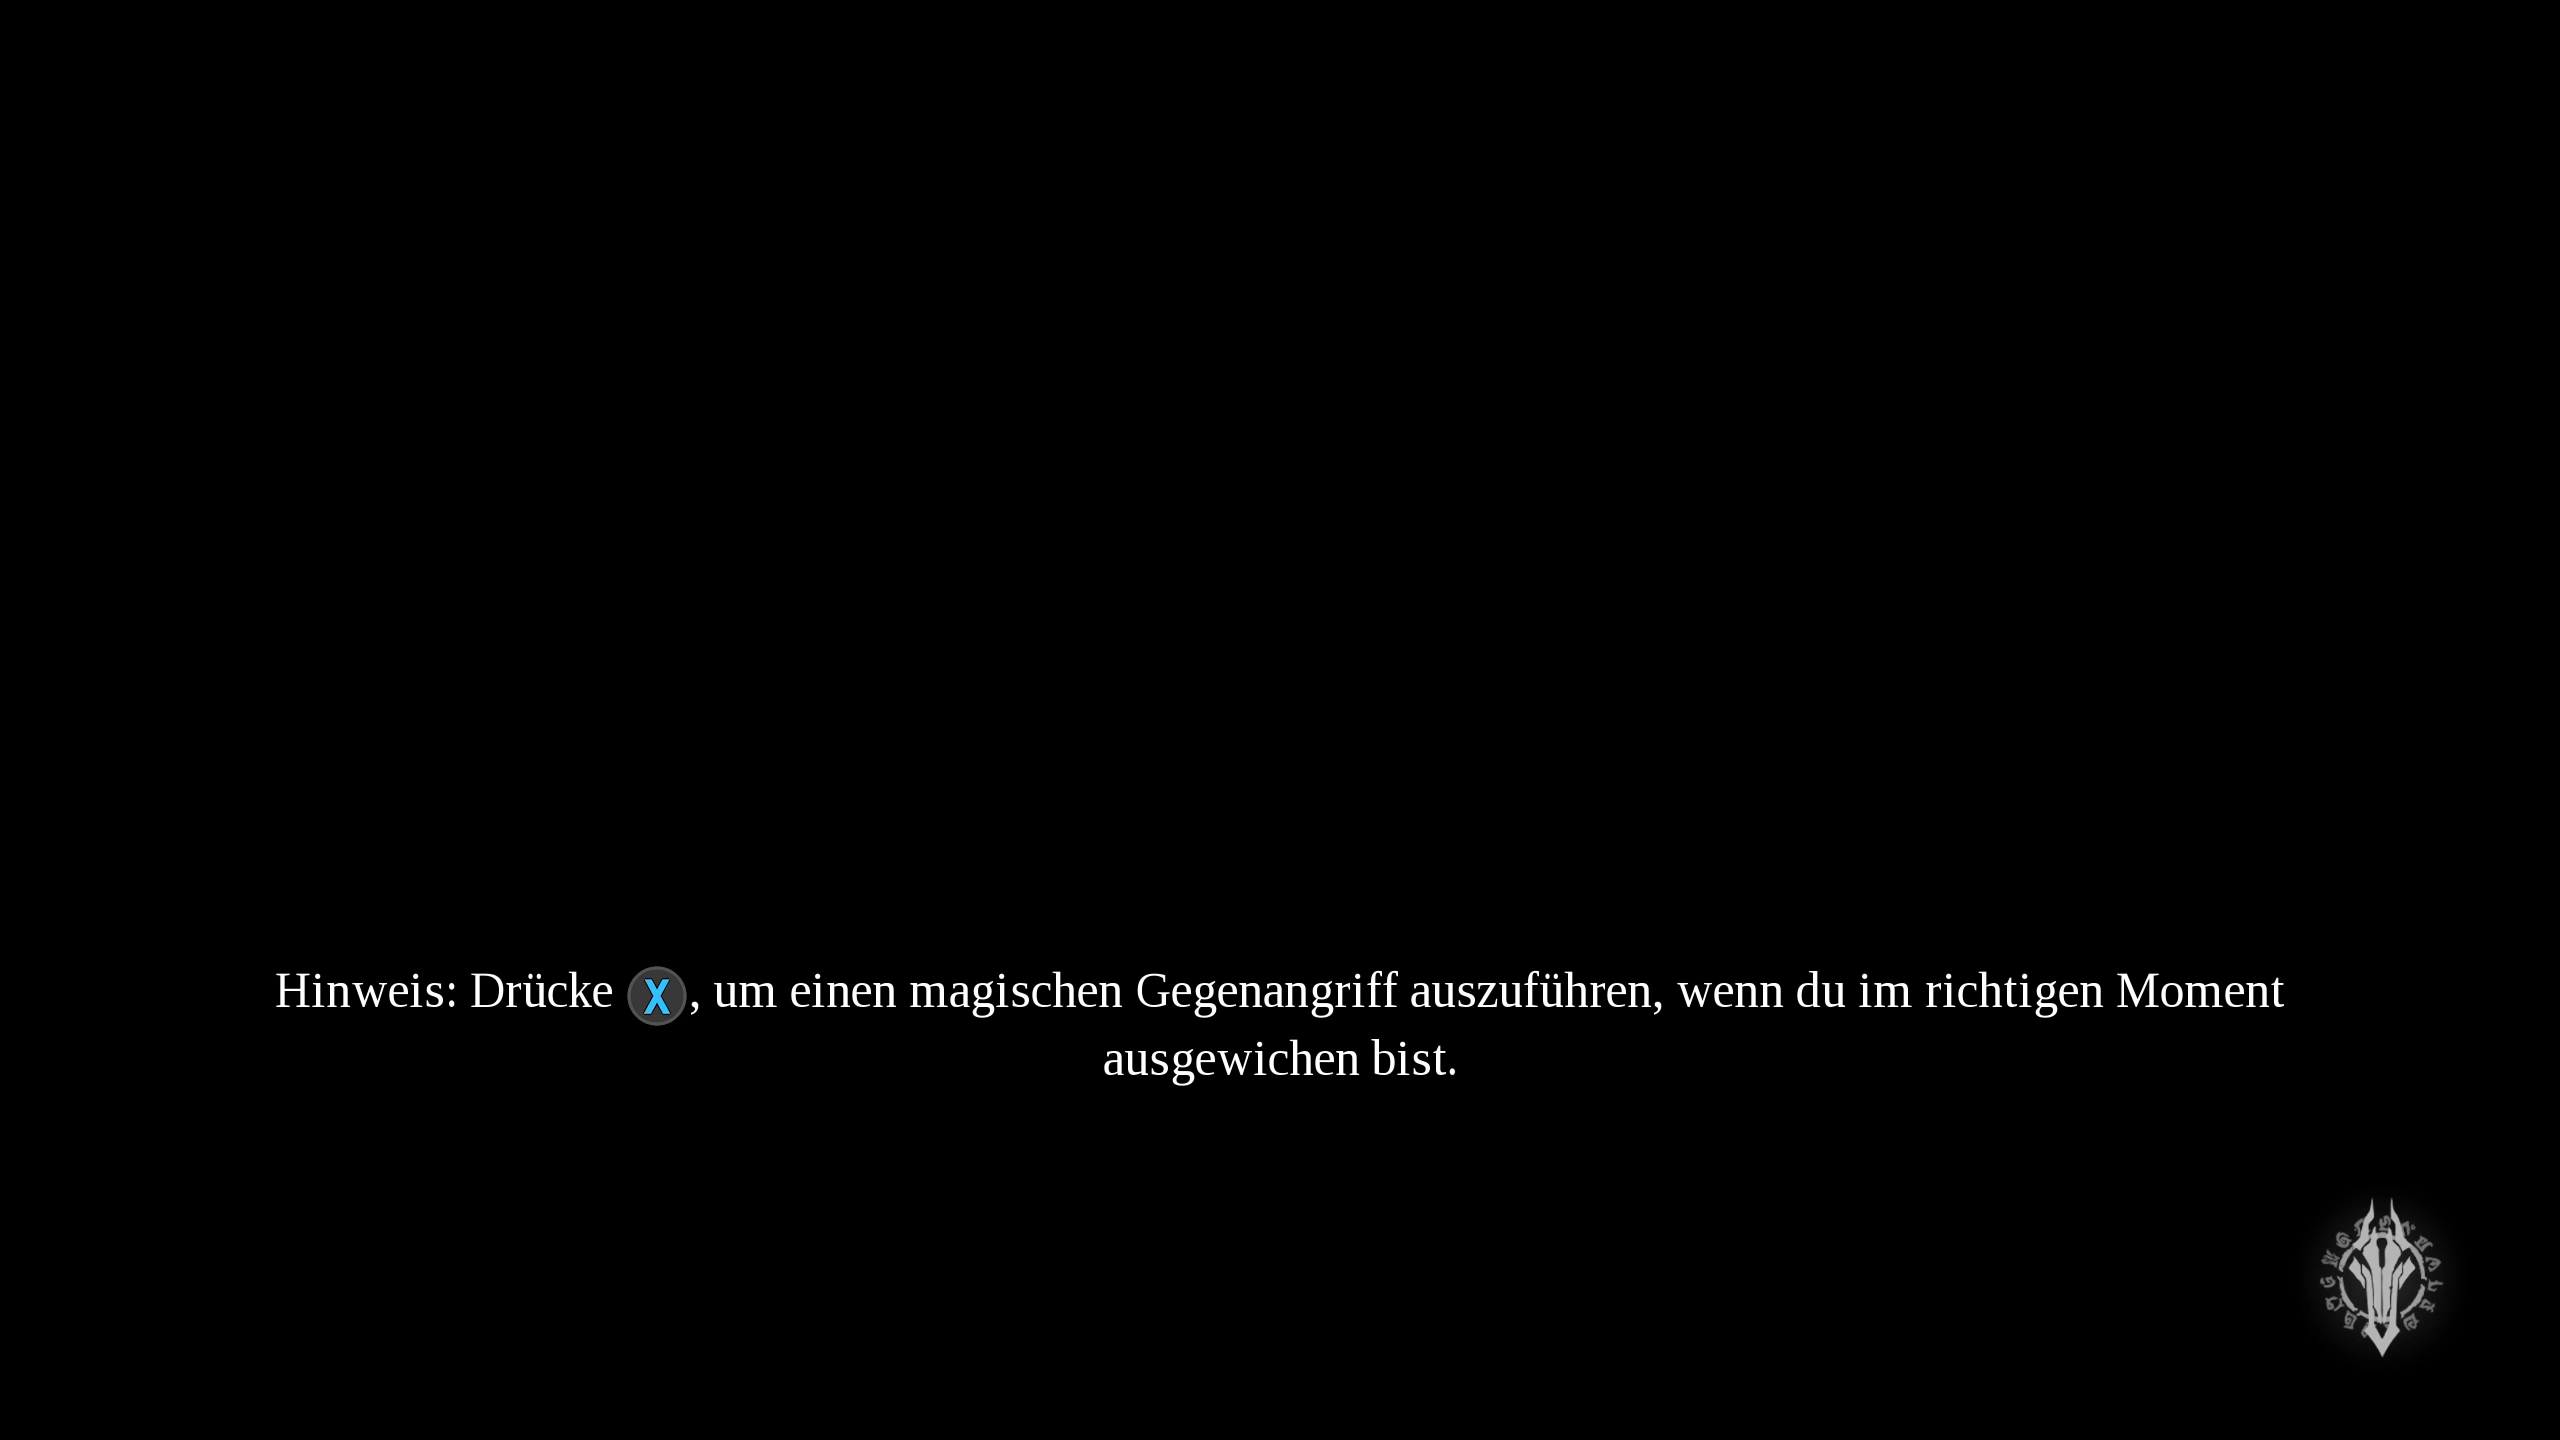 Hinweis: Drücke X, um einen magischen Gegenangriff auszuführen, wenn du im richtigen Moment
ausgewichen bist.